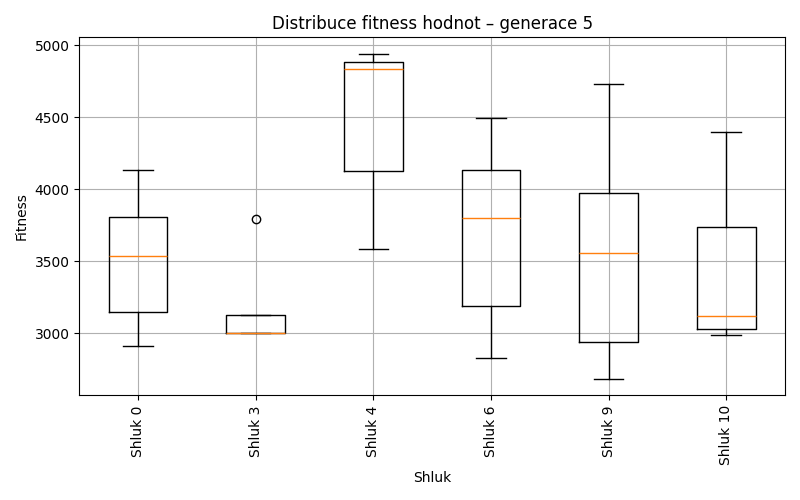 Distribuce fitness hodnot – generace 5
Fitness
5000
4500
4000
3500
3000
Shluk 0
Shluk 3
Shluk 4
Shluk 6
Shluk 9
Shluk 10
Shluk